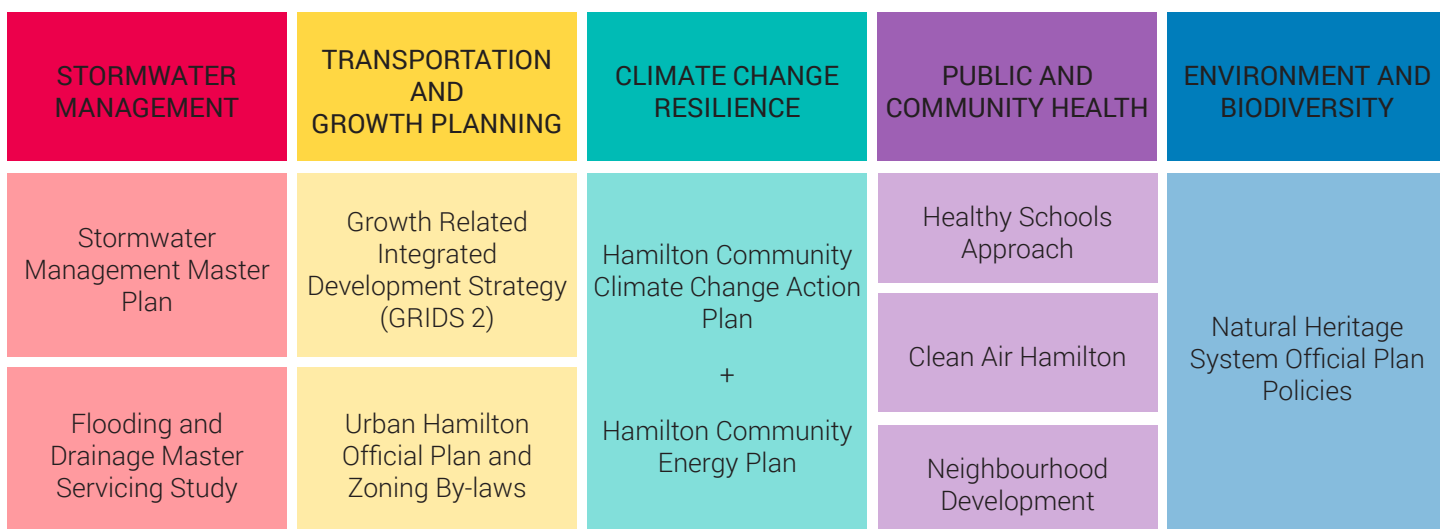 STORMWATER
MANAGEMENT
TRANSPORTATION
AND
GROWTH PLANNING
CLIMATE CHANGE
RESILIENCE
PUBLIC AND
COMMUNITY HEALTH
ENVIRONMENT AND
BIODIVERSITY
Stormwater
Management Master
Plan
Flooding and
Drainage Master
Servicing Study
Growth Related
Integrated
Development Strategy
(GRIDS 2)
Urban Hamilton
Official Plan and
Zoning By-laws
Hamilton Community
Climate Change Action
Plan
+
Hamilton Community
Energy Plan
Healthy Schools
Approach
Clean Air Hamilton
Neighbourhood
Development
Natural Heritage
System Official Plan
Policies